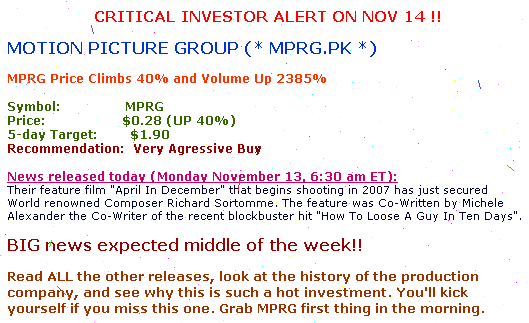 CRITICAL INVESTOR ALERT ON NOV 14 !!
MOTION PICTURE GROUP (* MPRG.PK *)
MPRG Price Climbs 40% and Volume Up 2385%
Symbol: MPRG
Price: $0.28 (UP 40%)
5-day Target: $1.90
Recommendation: Very Agressive Buy
News released today (Monday November 13, 6:30 am ET):
Their feature film "April In December" that begins shooting in 2007 has just secured
World renowned Composer Richard Sortomme. The feature was Co-Written by Michele
Alexander the Co-Writer of the recent blockbuster hit "How To Loose A Guy In Ten Days".
BIG news expected middle of the week!!
Read ALL the other releases, look at the history of the production
company, and see why this is such a hot investment. You'll kick
yourself if you miss this one. Grab MPRG first thing in the morning.